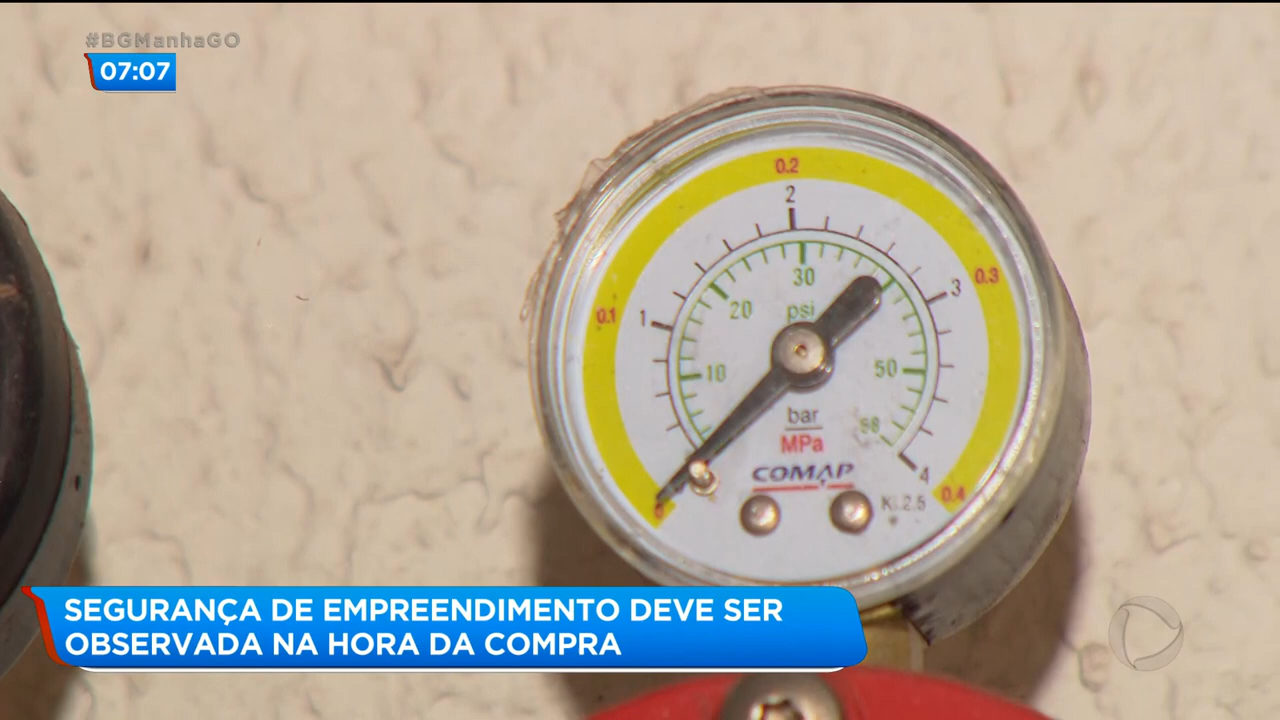 #BGManhaGO
07:07
0.2
2
30
3
0.3
20
psi
0.1
1
10
50
bar
58
MPa
COMAP
4
0
Kl.2.5
0.4
SEGURANÇA DE EMPREENDIMENTO DEVE SER
OBSERVADA NA HORA DA COMPRA